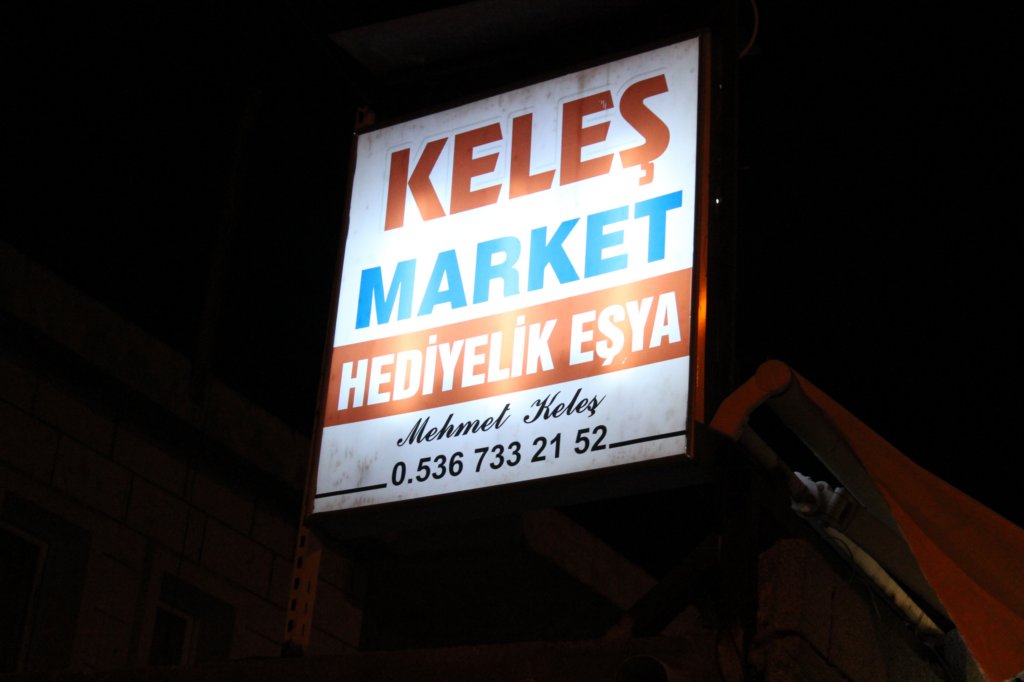 KELEŞ
MARKET
HEDİYELİK EŞYA
Mehmet Keleş
0.536 733 21 52